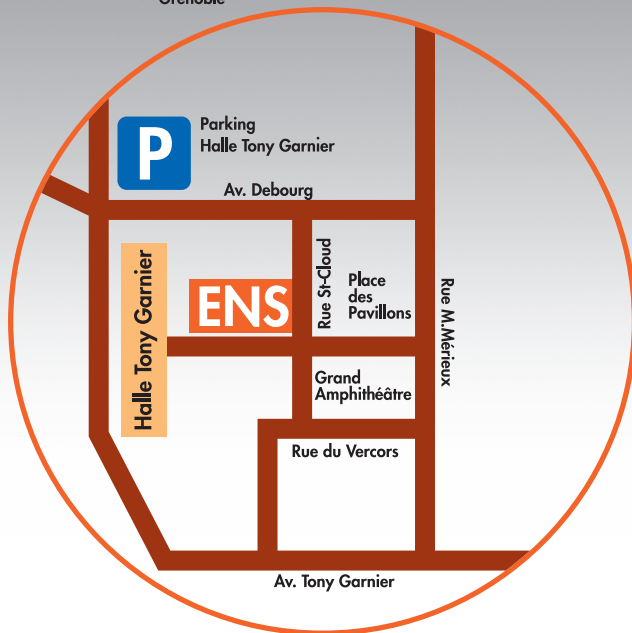 Grenoble
P
Parking
Halle Tony Garnier
Av. Debourg
Halle Tony Garnier
ENS
Rue St-Cloud
Place
des
Pavillons
Rue M.Mérieux
Grand
Amphithéâtre
Rue du Vercors
Av. Tony Garnier